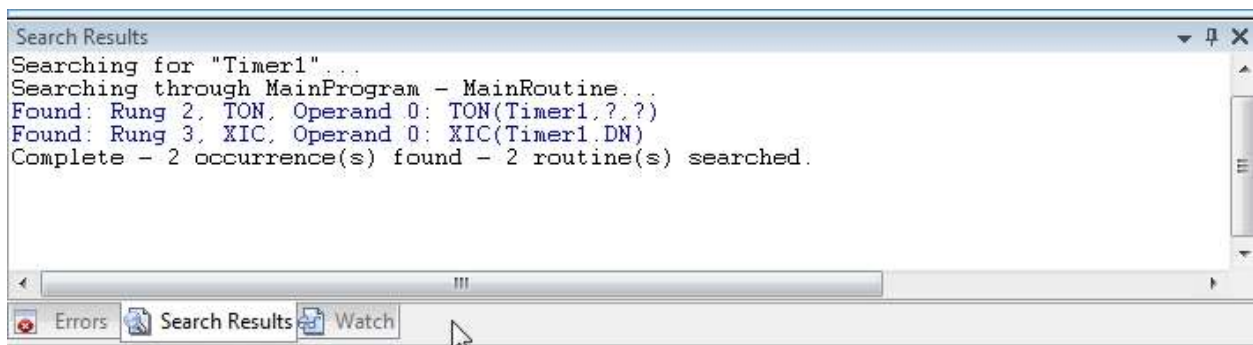 Search Results
Searching for "Timer1"...
Searching through MainProgram - MainRoutine...
Found: Rung 2, TON, Operand 0: TON(Timer1,?,?)
Found: Rung 3, XIC, Operand 0: XIC(Timer1.DN)
Complete - 2 occurrence(s) found - 2 routine(s) searched.
Errors Search Results Watch